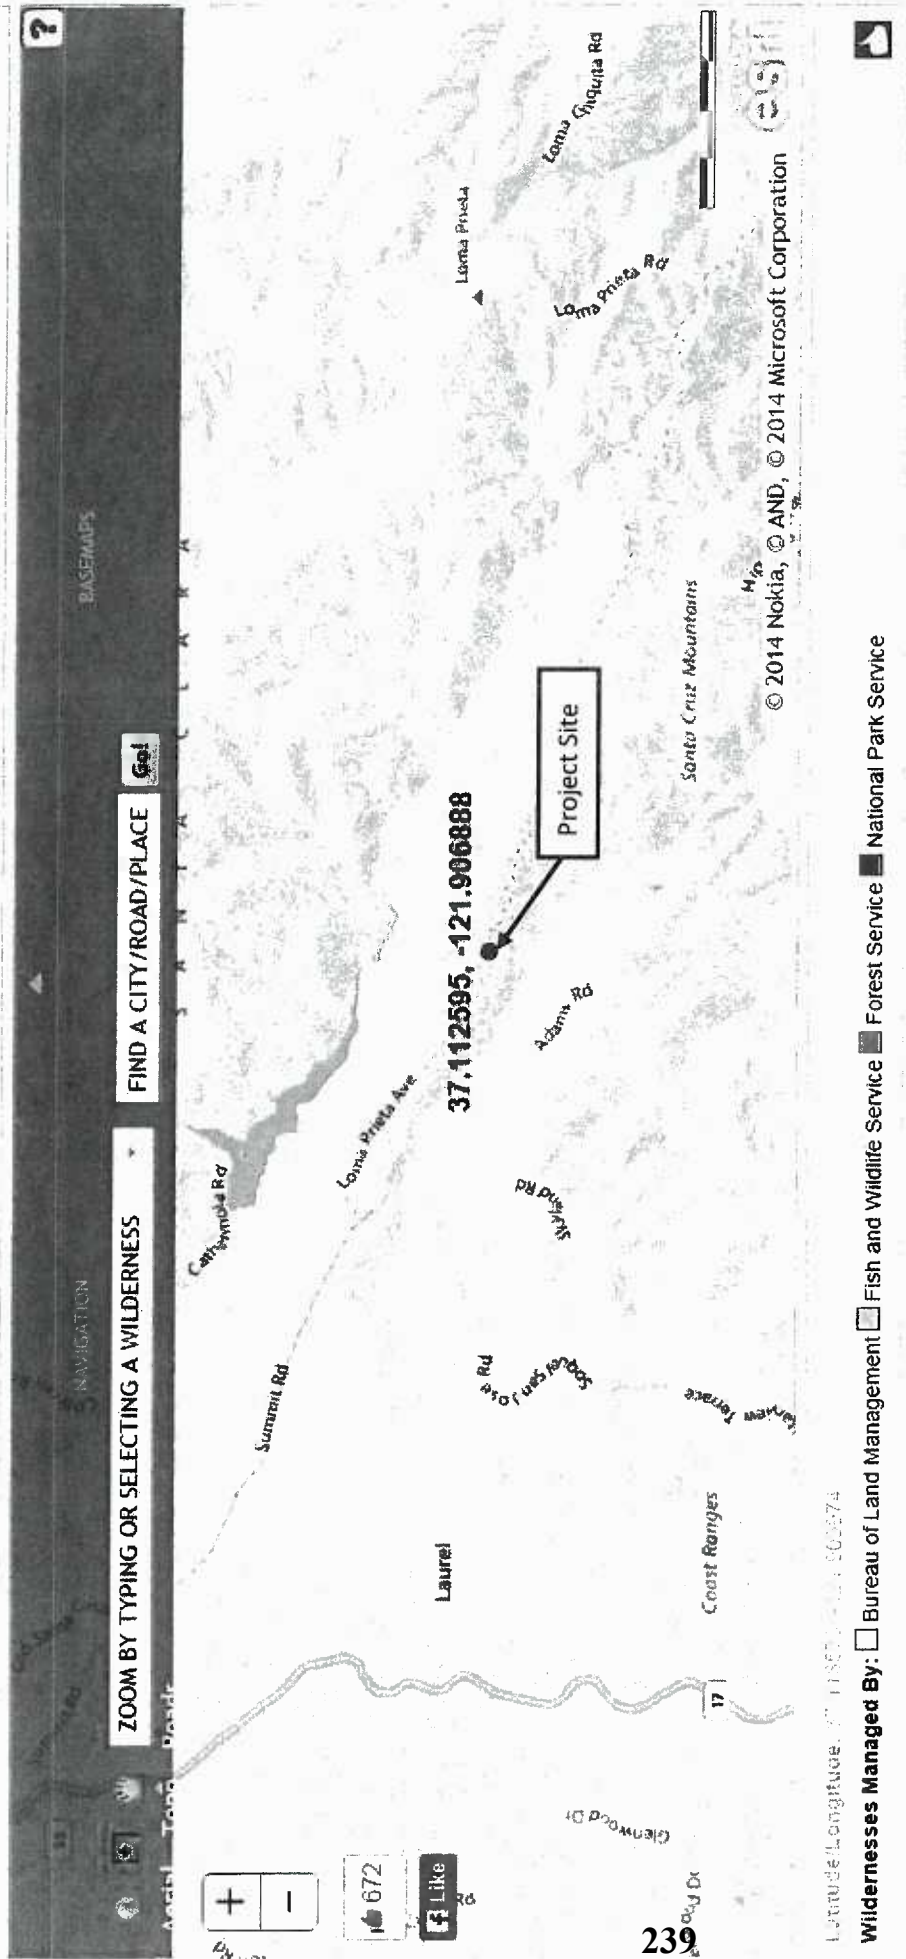 ?
NAVIGATION
BASEMAPS
ZOOM BY TYPING OR SELECTING A WILDERNESS
FIND A CITY/ROAD/PLACE
Go!
S A N T A C L A R A
+
−
672
Like
Summit Rd
Loma Prieta Ave
Loma Prieta
Loma Chiquita Rd
Loma Prieta Rd
37.112595, -121.906888
Project Site
Adams Rd
Skyland Rd
Soquel San Jose Rd
Laurel
Terrace
Glenwood Dr
17
Coast Ranges
Santa Cruz Mountains
© 2014 Nokia, © AND, © 2014 Microsoft Corporation
Latitude/Longitude:
Wildernesses Managed By: Bureau of Land Management Fish and Wildlife Service Forest Service National Park Service
239